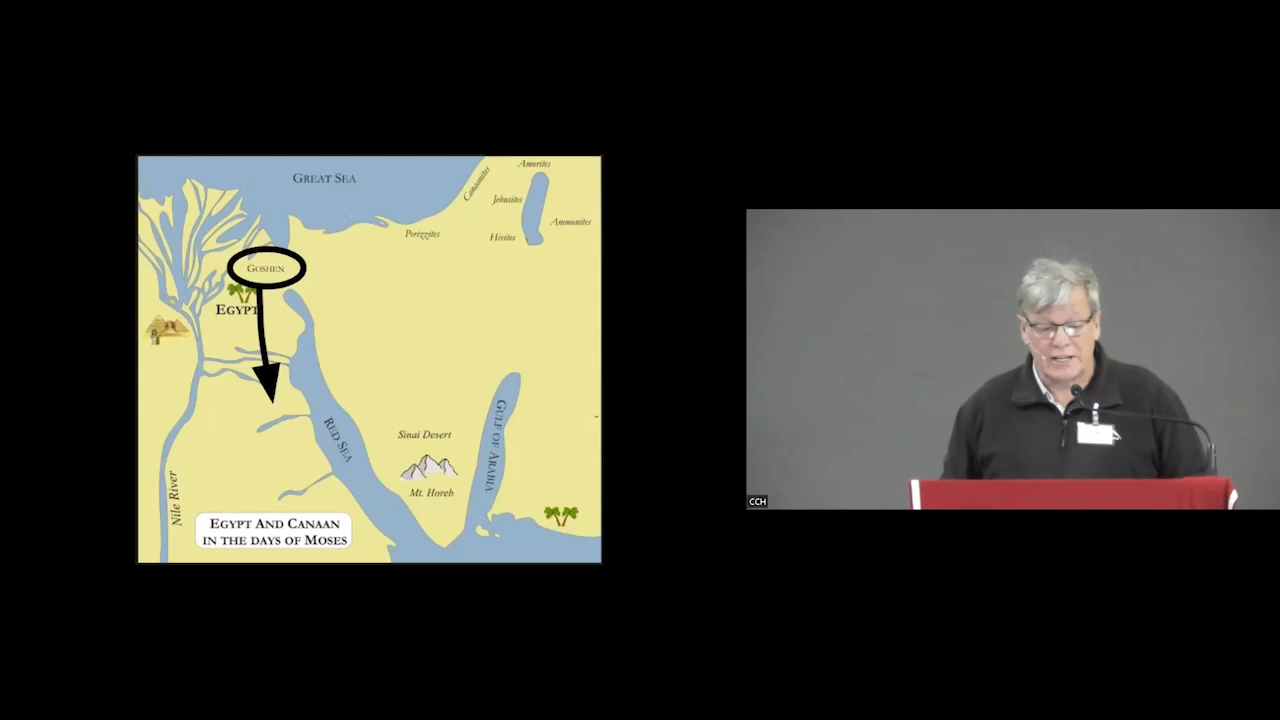 GREAT SEA
Amorites
Canaanites
Jebusites
Ammonites
Perizzites
Hivites
GOSHEN
EGYPT
RED SEA
GULF OF ARABIA
Sinai Desert
Mt. Horeb
Nile River
EGYPT AND CANAAN
IN THE DAYS OF MOSES
CCH